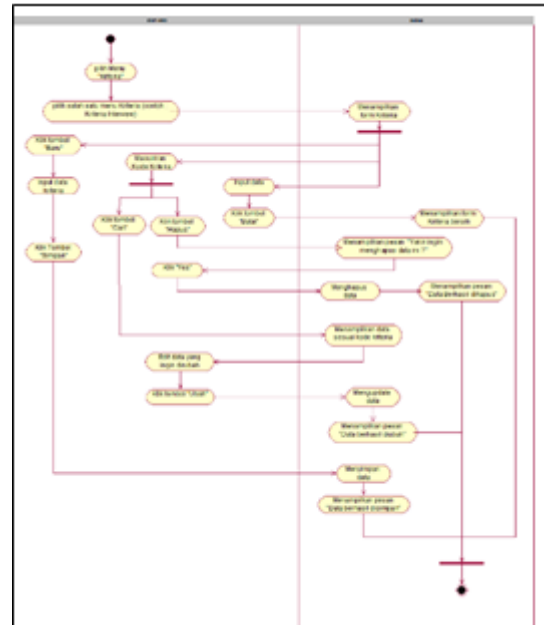 pilih Menu
"Kriteria"
pilih salah satu menu Kriteria (contoh
Kriteria Interview)
Menampilkan
form Kriteria
Klik tombol
"Baru"
Masukkan
Kode Kriteria
Input data
Kriteria
Input data
Klik tombol
"Cari"
Klik tombol
"Hapus"
Klik tombol
"Batal"
Menampilkan form
Kriteria bersih
Klik Tombol
"Simpan"
Menampilkan pesan "Yakin ingin
menghapus data ini ?"
Klik "Yes"
Menghapus
data
Menampilkan pesan
"Data berhasil dihapus"
Menampilkan data
sesuai kode kriteria
Edit data yang
ingin diubah
Klik tombol "Ubah"
Mengupdate
data
Menampilkan pesan
"Data berhasil diubah"
Menyimpan
data
Menampilkan pesan
"Data berhasil disimpan"